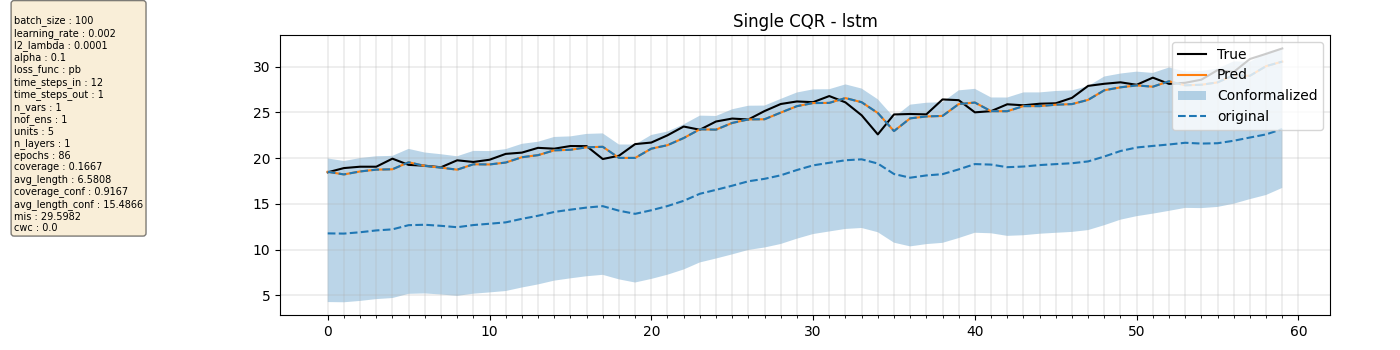 batch_size : 100
learning_rate : 0.002
l2_lambda : 0.0001
alpha : 0.1
loss_func : pb
time_steps_in : 12
time_steps_out : 1
n_vars : 1
nof_ens : 1
units : 5
n_layers : 1
epochs : 86
coverage : 0.1667
avg_length : 6.5808
coverage_conf : 0.9167
avg_length_conf : 15.4866
mis : 29.5982
cwc : 0.0
Single CQR - lstm
True
Pred
Conformalized
original
30
25
20
15
10
5
0 10 20 30 40 50 60